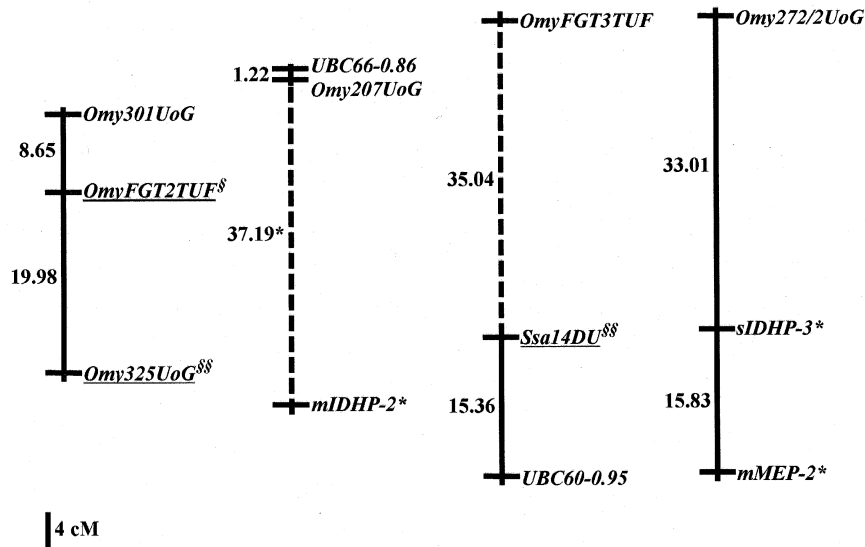 Omy301UoG
8.65
OmyFGT2TUF§
19.98
Omy325UoG§§
UBC66-0.86
1.22
Omy207UoG
37.19*
mIDHP-2*
OmyFGT3TUF
35.04
Ssa14DU§§
15.36
UBC60-0.95
Omy272/2UoG
33.01
sIDHP-3*
15.83
mMEP-2*
4 cM